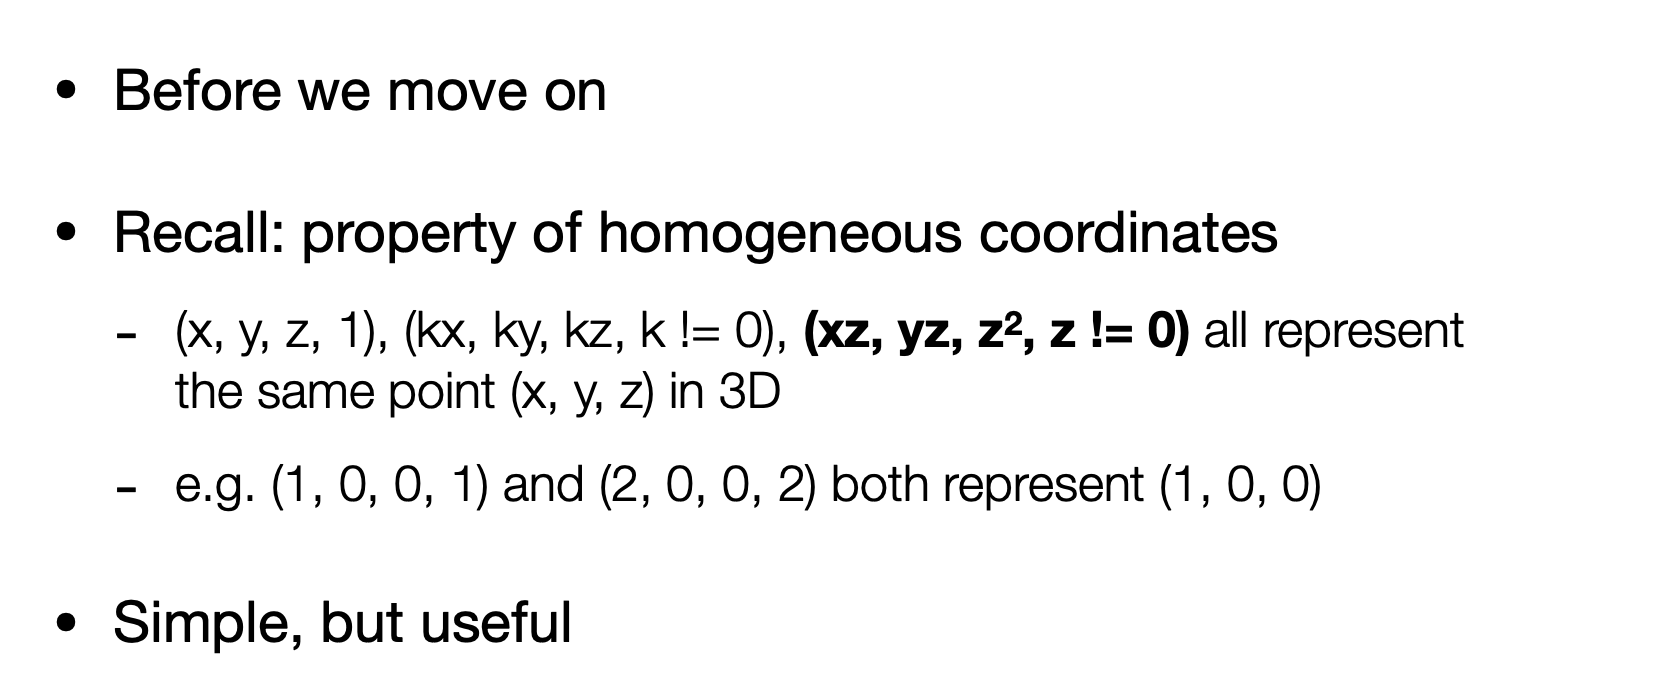 • Before we move on
• Recall: property of homogeneous coordinates
- (x, y, z, 1), (kx, ky, kz, k != 0), (xz, yz, z², z != 0) all represent
the same point (x, y, z) in 3D
- e.g. (1, 0, 0, 1) and (2, 0, 0, 2) both represent (1, 0, 0)
• Simple, but useful